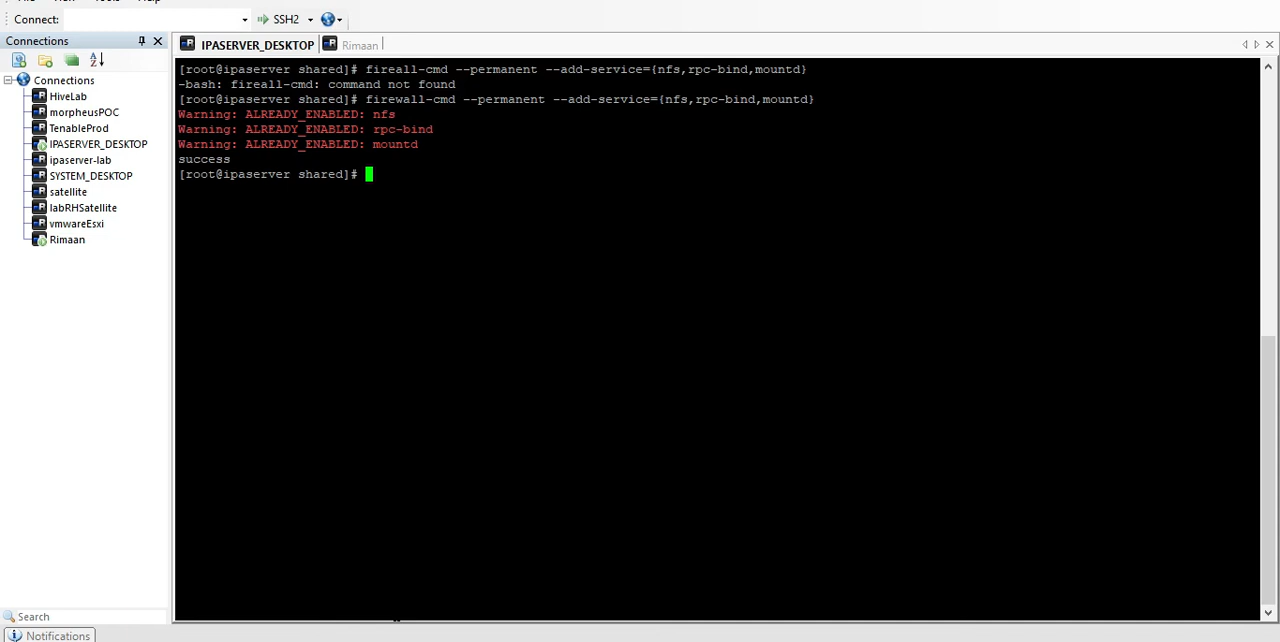 Connect:
SSH2
Connections
IPASERVER_DESKTOP
Rimaan
Connections
HiveLab
morpheusPOC
TenableProd
IPASERVER_DESKTOP
ipaserver-lab
SYSTEM_DESKTOP
satellite
labRHSatellite
vmwareEsxi
Rimaan
[root@ipaserver shared]# fireall-cmd --permanent --add-service={nfs,rpc-bind,mountd}
-bash: fireall-cmd: command not found
[root@ipaserver shared]# firewall-cmd --permanent --add-service={nfs,rpc-bind,mountd}
Warning: ALREADY_ENABLED: nfs
Warning: ALREADY_ENABLED: rpc-bind
Warning: ALREADY_ENABLED: mountd
success
[root@ipaserver shared]#
Search
Notifications